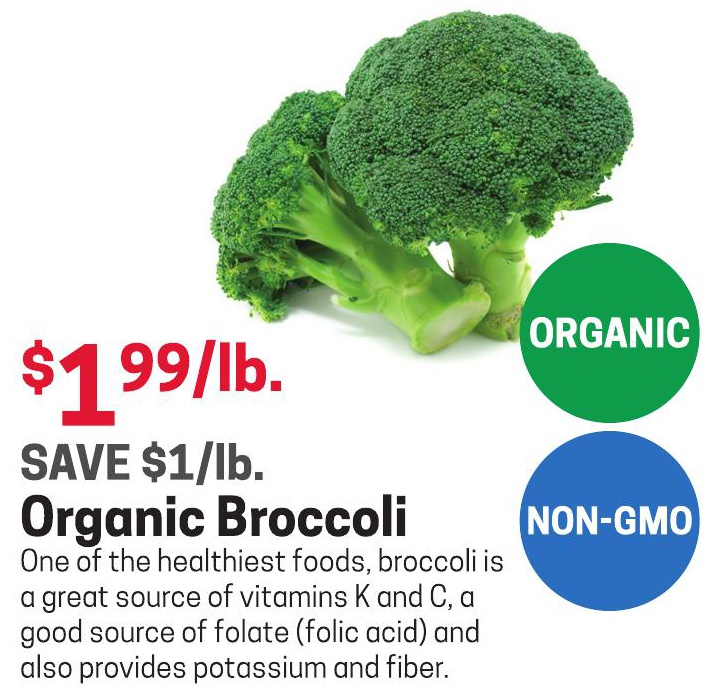 ORGANIC
$1.99/lb.
SAVE $1/lb.
NON-GMO
Organic Broccoli
One of the healthiest foods, broccoli is
a great source of vitamins K and C, a
good source of folate (folic acid) and
also provides potassium and fiber.